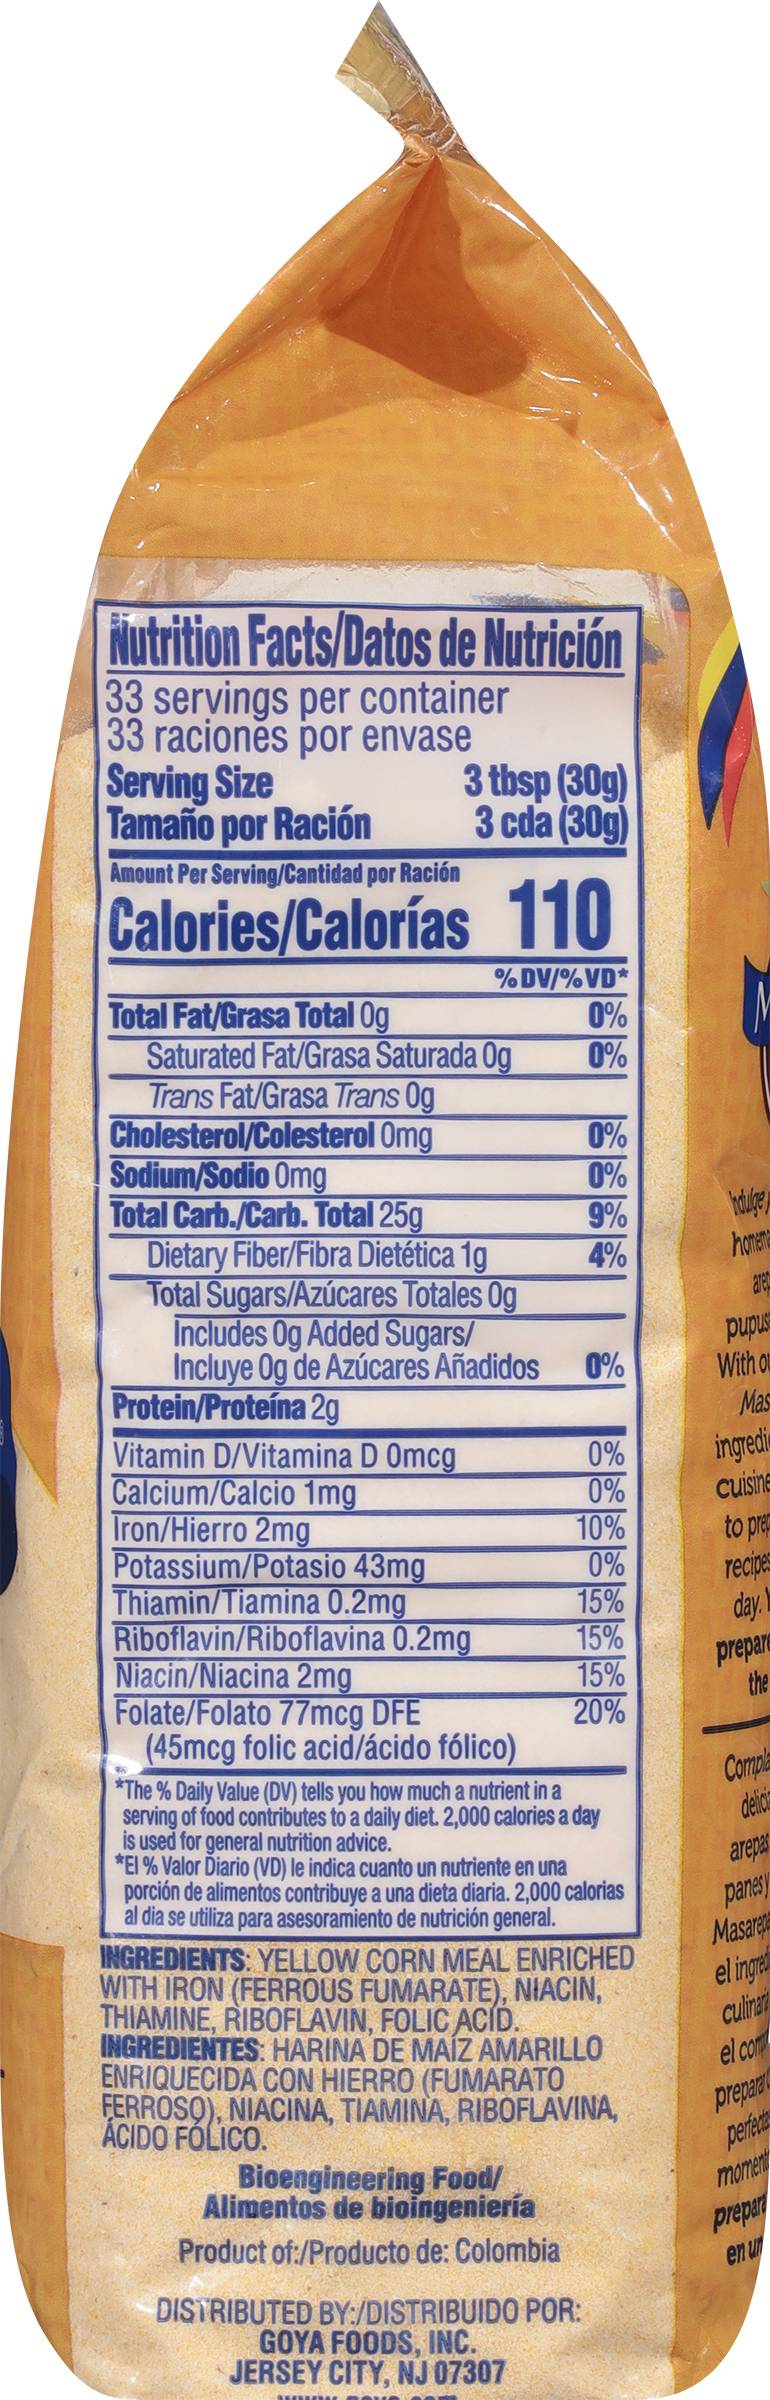 Nutrition Facts/Datos de Nutrición
33 servings per container
33 raciones por envase
Serving Size 3 tbsp (30g)
Tamaño por Ración 3 cda (30g)
Amount Per Serving/Cantidad por Ración
Calories/Calorías 110
%DV/%VD*
Total Fat/Grasa Total 0g 0%
Saturated Fat/Grasa Saturada 0g 0%
Trans Fat/Grasa Trans 0g
Cholesterol/Colesterol 0mg 0%
Sodium/Sodio 0mg 0%
Total Carb./Carb. Total 25g 9%
Dietary Fiber/Fibra Dietética 1g 4%
Total Sugars/Azúcares Totales 0g
Includes 0g Added Sugars/
Incluye 0g de Azúcares Añadidos 0%
Protein/Proteína 2g
Vitamin D/Vitamina D 0mcg 0%
Calcium/Calcio 1mg 0%
Iron/Hierro 2mg 10%
Potassium/Potasio 43mg 0%
Thiamin/Tiamina 0.2mg 15%
Riboflavin/Riboflavina 0.2mg 15%
Niacin/Niacina 2mg 15%
Folate/Folato 77mcg DFE 20%
(45mcg folic acid/ácido fólico)
*The % Daily Value (DV) tells you how much a nutrient in a
serving of food contributes to a daily diet. 2,000 calories a day
is used for general nutrition advice.
*El % Valor Diario (VD) le indica cuanto un nutriente en una
porción de alimentos contribuye a una dieta diaria. 2,000 calorias
al dia se utiliza para asesoramiento de nutrición general.
INGREDIENTS: YELLOW CORN MEAL ENRICHED
WITH IRON (FERROUS FUMARATE), NIACIN,
THIAMINE, RIBOFLAVIN, FOLIC ACID.
INGREDIENTES: HARINA DE MAÍZ AMARILLO
ENRIQUECIDA CON HIERRO (FUMARATO
FERROSO), NIACINA, TIAMINA, RIBOFLAVINA,
ÁCIDO FÓLICO.
Bioengineering Food/
Alimentos de bioingeniería
Product of:/Producto de: Colombia
DISTRIBUTED BY:/DISTRIBUIDO POR:
GOYA FOODS, INC.
JERSEY CITY, NJ 07307
Indulge
With
to
day.
the
panes y
el
el
en